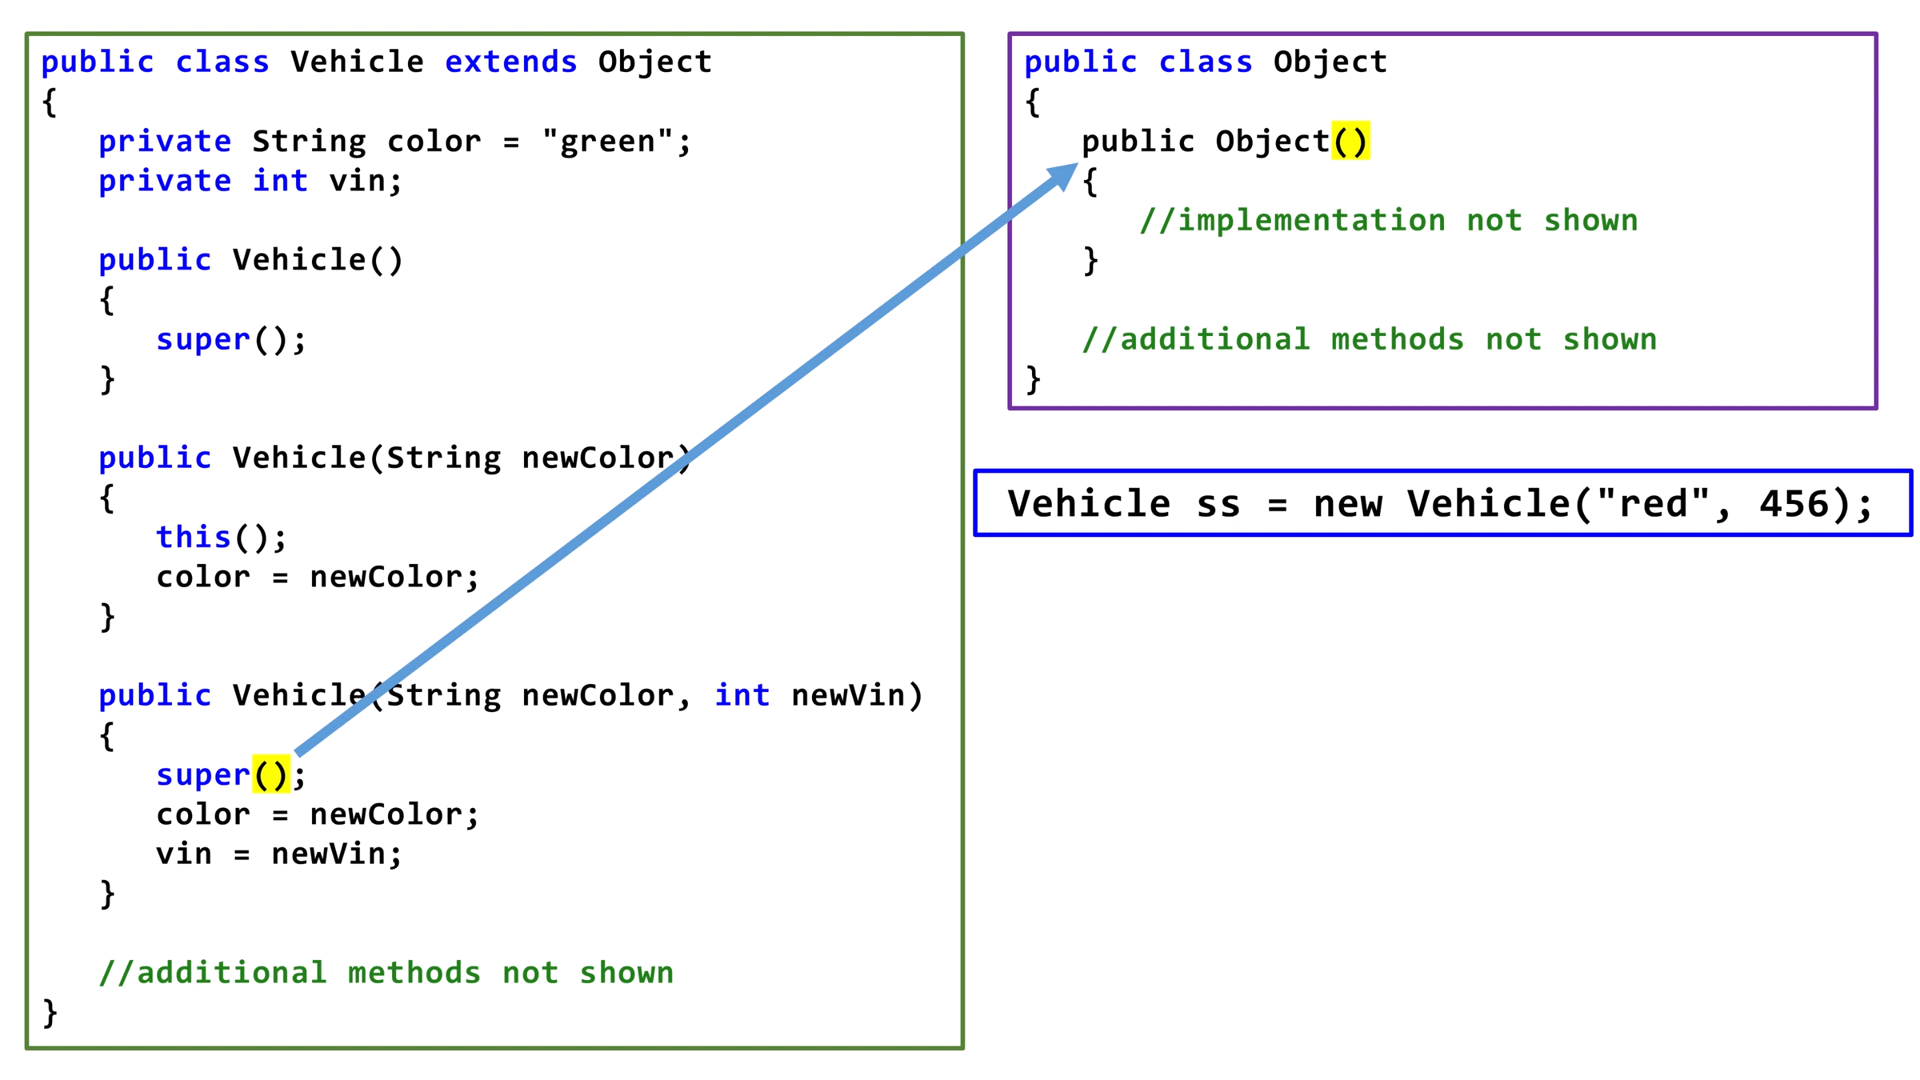 public class Vehicle extends Object
{
   private String color = "green";
   private int vin;

   public Vehicle()
   {
      super();
   }

   public Vehicle(String newColor)
   {
      this();
      color = newColor;
   }

   public Vehicle(String newColor, int newVin)
   {
      super();
      color = newColor;
      vin = newVin;
   }

   //additional methods not shown
}
public class Object
{
   public Object()
   {
      //implementation not shown
   }

   //additional methods not shown
}
Vehicle ss = new Vehicle("red", 456);